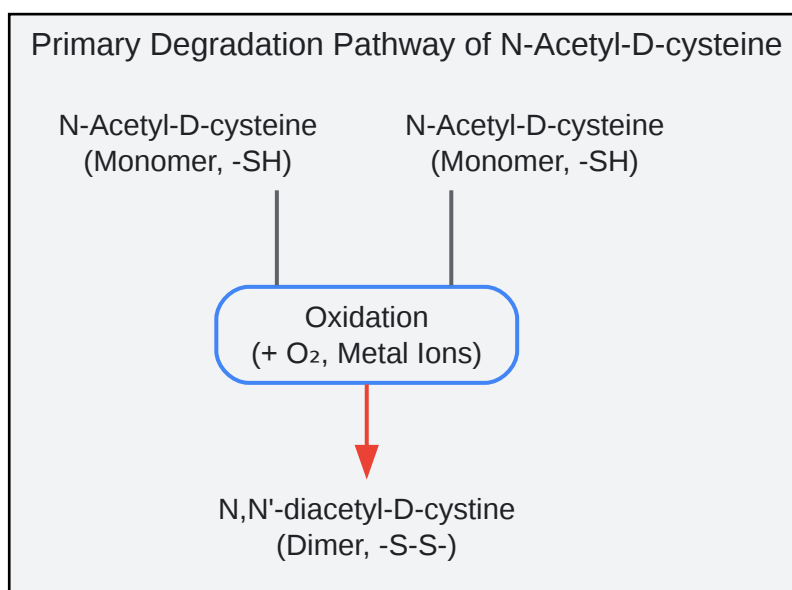 Primary Degradation Pathway of N-Acetyl-D-cysteine
N-Acetyl-D-cysteine
(Monomer, -SH)
N-Acetyl-D-cysteine
(Monomer, -SH)
Oxidation
(+ O₂, Metal Ions)
N,N'-diacetyl-D-cystine
(Dimer, -S-S-)